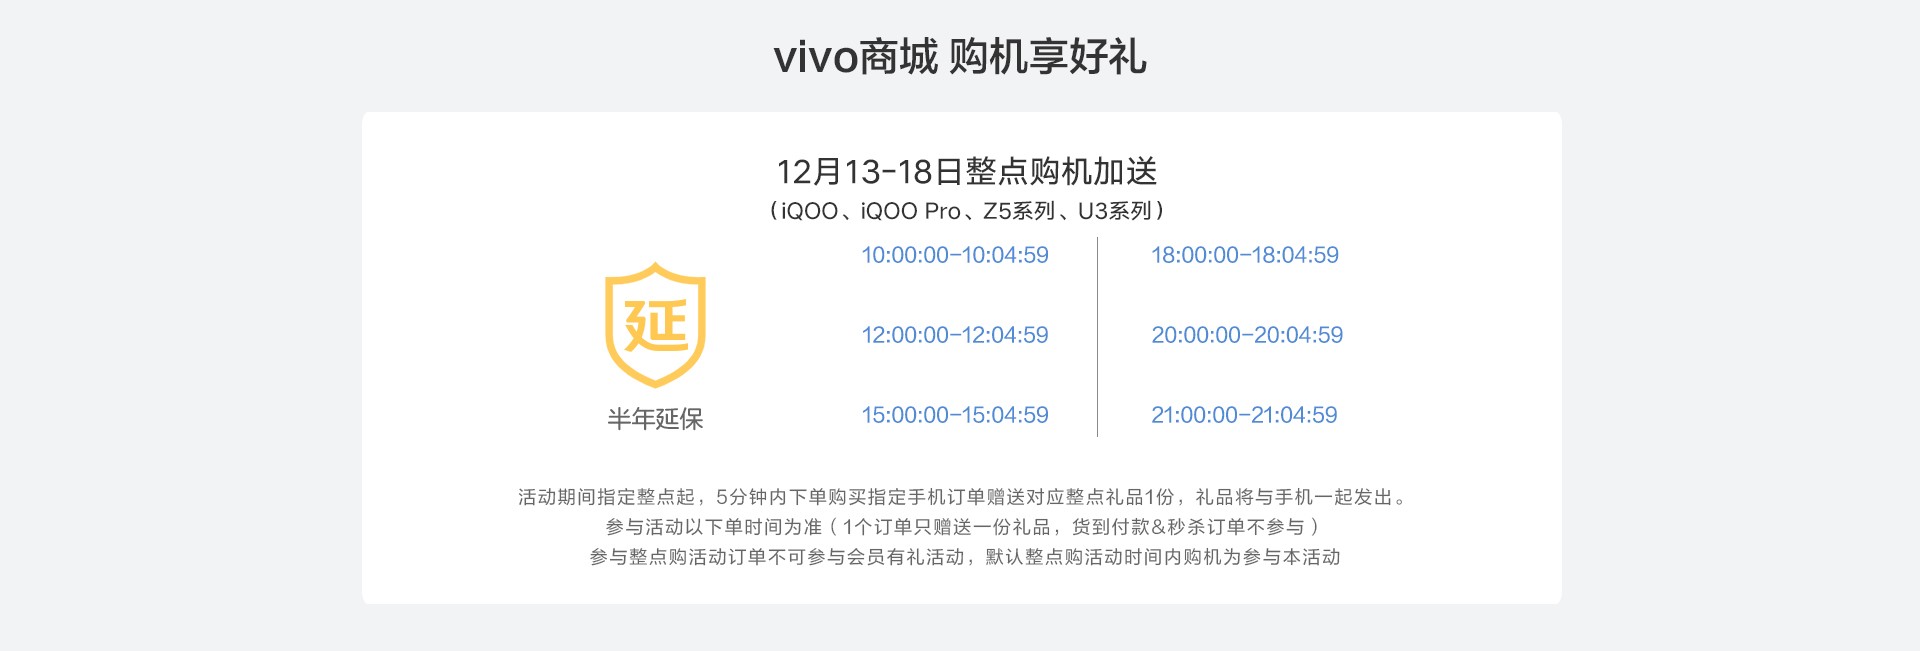 vivo商城 购机享好礼
12月13-18日整点购机加送
(iQOO、iQOO Pro、Z5系列、U3系列)
延
半年延保
10:00:00-10:04:59
12:00:00-12:04:59
15:00:00-15:04:59
18:00:00-18:04:59
20:00:00-20:04:59
21:00:00-21:04:59
活动期间指定整点起，5分钟内下单购买指定手机订单赠送对应整点礼品1份，礼品将与手机一起发出。
参与活动以下单时间为准（1个订单只赠送一份礼品，货到付款&秒杀订单不参与）
参与整点购活动订单不可参与会员有礼活动，默认整点购活动时间内购机为参与本活动